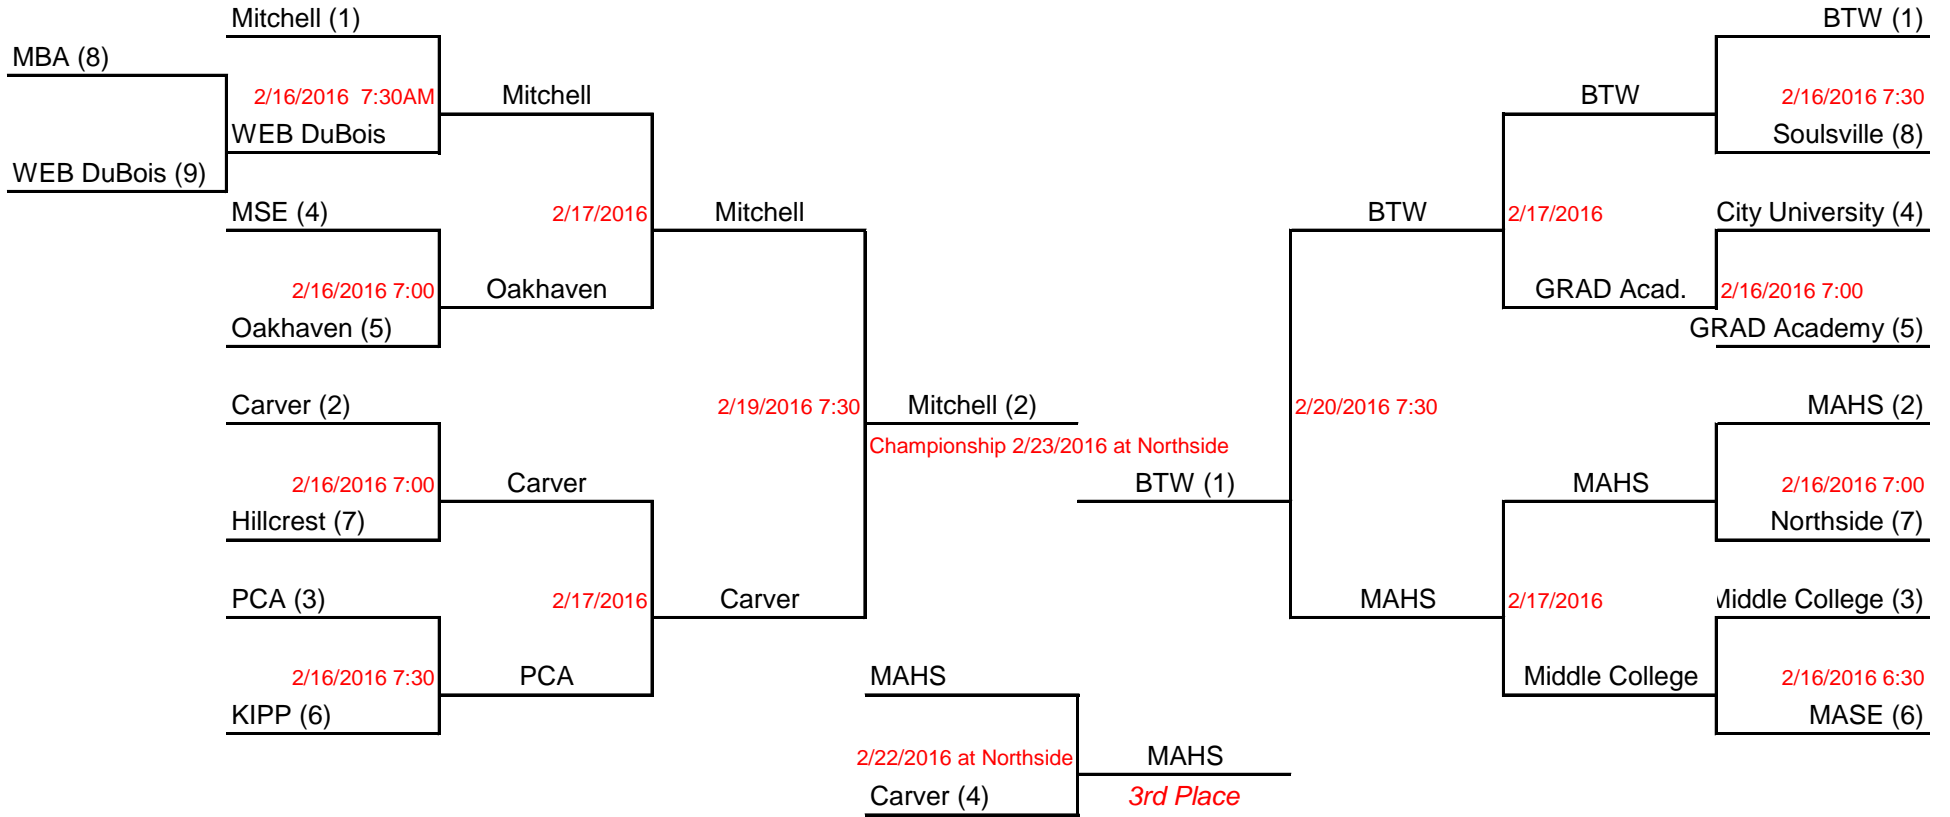 Mitchell (1)
BTW (1)
MBA (8)
2/16/2016 7:30AM
Mitchell
BTW
2/16/2016 7:30
WEB DuBois
Soulsville (8)
WEB DuBois (9)
MSE (4)
2/17/2016
Mitchell
BTW
2/17/2016
City University (4)
2/16/2016 7:00
Oakhaven
GRAD Acad.
2/16/2016 7:00
Oakhaven (5)
GRAD Academy (5)
Carver (2)
2/19/2016 7:30
Mitchell (2)
2/20/2016 7:30
MAHS (2)
Championship 2/23/2016 at Northside
2/16/2016 7:00
Carver
BTW (1)
MAHS
2/16/2016 7:00
Hillcrest (7)
Northside (7)
PCA (3)
2/17/2016
Carver
MAHS
2/17/2016
Middle College (3)
2/16/2016 7:30
PCA
MAHS
Middle College
2/16/2016 6:30
KIPP (6)
MASE (6)
2/22/2016 at Northside
MAHS
Carver (4)
3rd Place